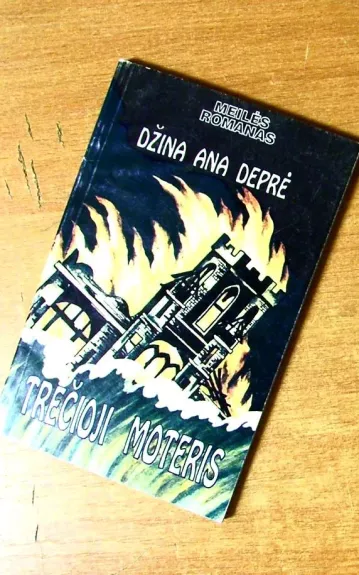 MEILĖS
ROMANAS
DŽINA ANA DEPRĖ
TREČIOJI MOTERIS